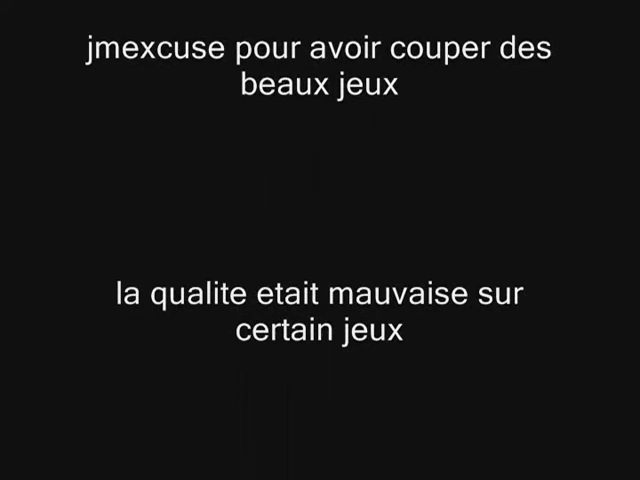 jmexcuse pour avoir couper des
beaux jeux
la qualite etait mauvaise sur
certain jeux